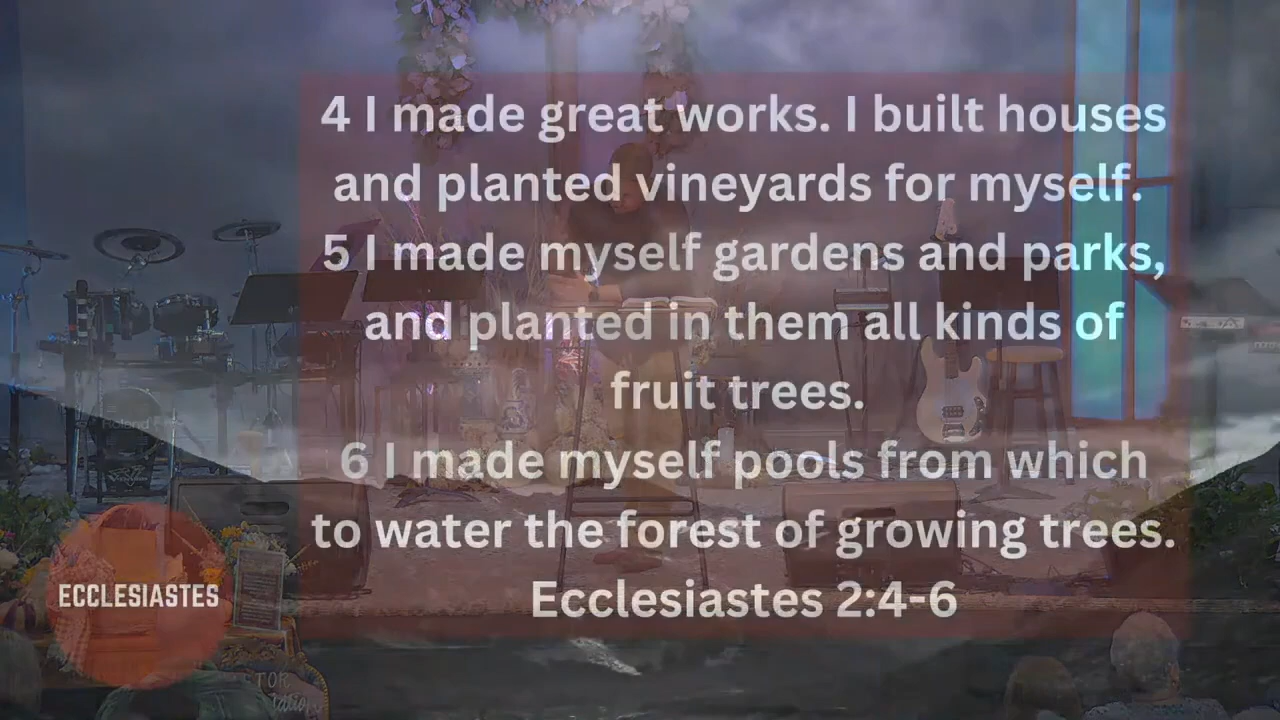 4 I made great works. I built houses
and planted vineyards for myself.
5 I made myself gardens and parks,
and planted in them all kinds of
fruit trees.
6 I made myself pools from which
to water the forest of growing trees.
Ecclesiastes 2:4-6
ECCLESIASTES
TOR